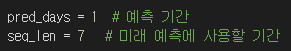 pred_days = 1  # 예측 기간
seq_len = 7   # 미래 예측에 사용할 기간